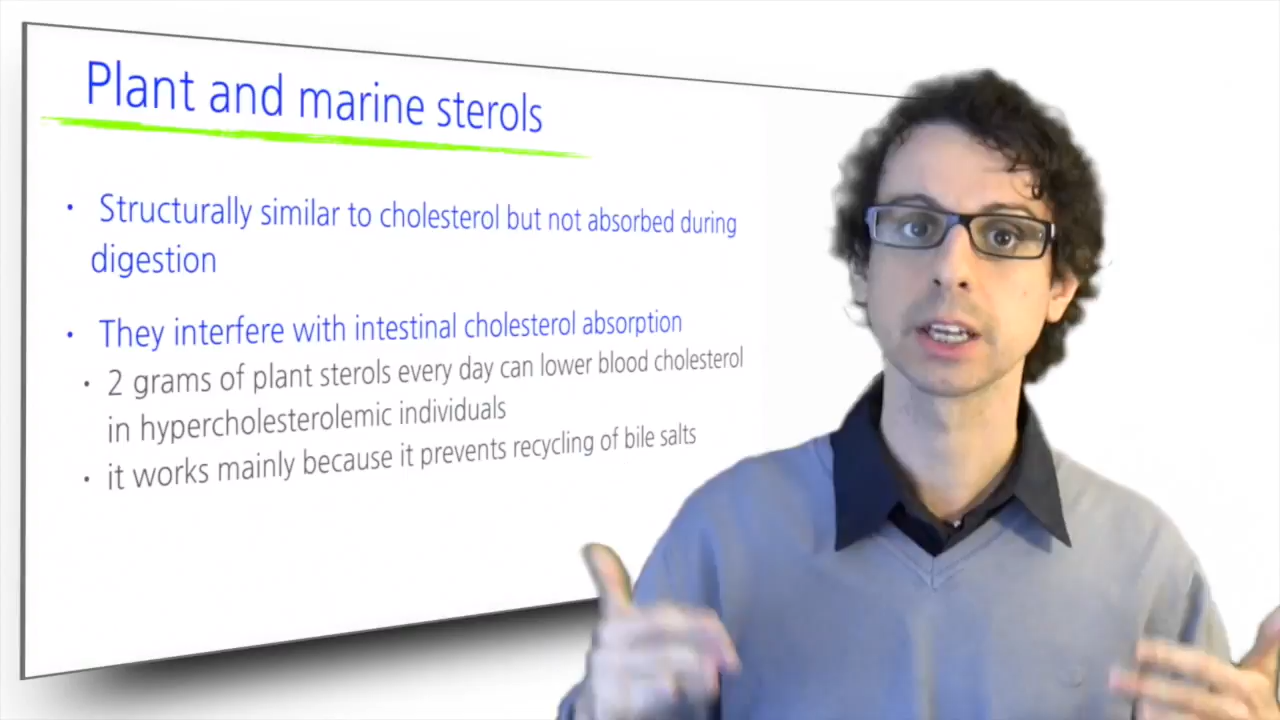 Plant and marine sterols
• Structurally similar to cholesterol but not absorbed during
digestion
• They interfere with intestinal cholesterol absorption
• 2 grams of plant sterols every day can lower blood cholesterol
in hypercholesterolemic individuals
• it works mainly because it prevents recycling of bile salts